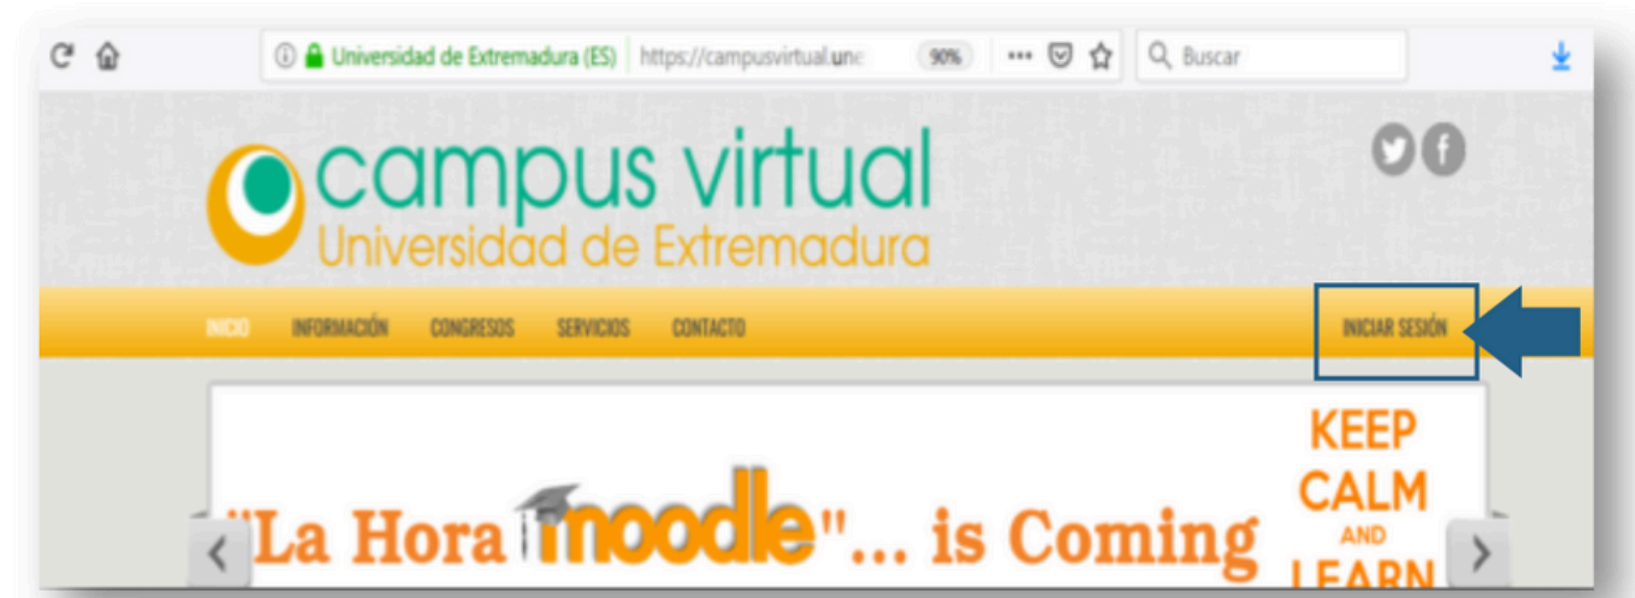 Universidad de Extremadura (ES) https://campusvirtual.une 90% Buscar
campus virtual
Universidad de Extremadura
INICIO INFORMACIÓN CONGRESOS SERVICIOS CONTACTO INICIAR SESIÓN
KEEP
CALM
AND
LEARN
"La Hora moodle"... is Coming